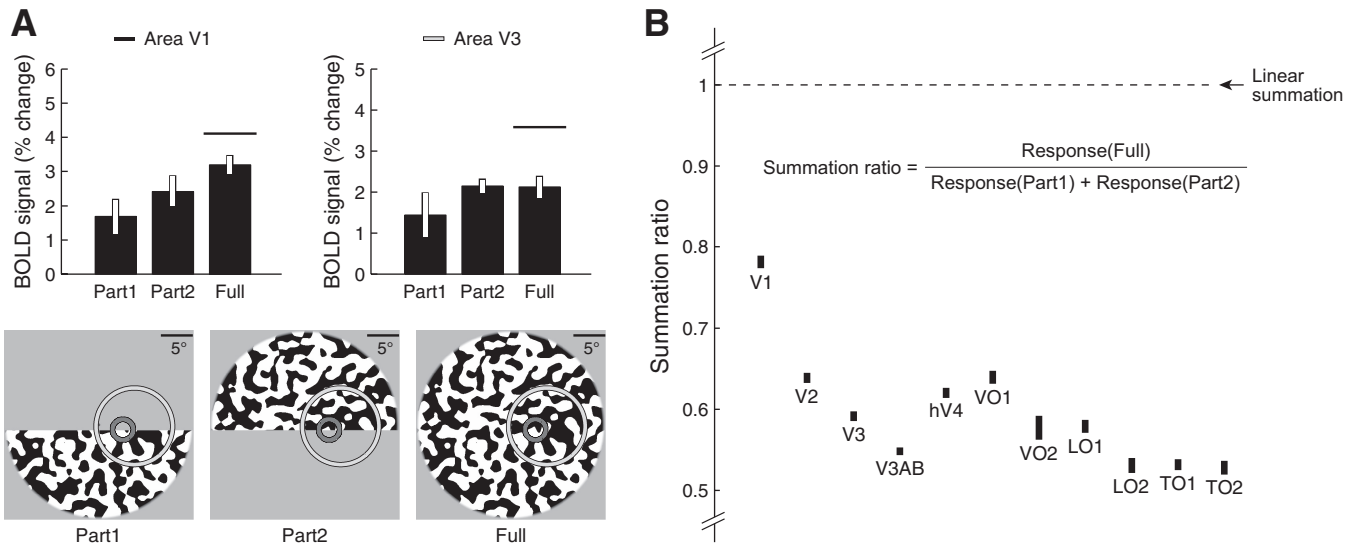 A
Area V1
BOLD signal (% change)
6
5
4
3
2
1
0
Part1 Part2 Full
Area V3
BOLD signal (% change)
5
4
3
2
1
0
Part1 Part2 Full
5°
Part1
5°
Part2
5°
Full
B
Summation ratio
1
0.9
0.8
0.7
0.6
0.5
Linear
summation
Summation ratio =
Response(Full)
Response(Part1) + Response(Part2)
V1
V2
V3
V3AB
hV4
VO1
VO2
LO1
LO2
TO1
TO2